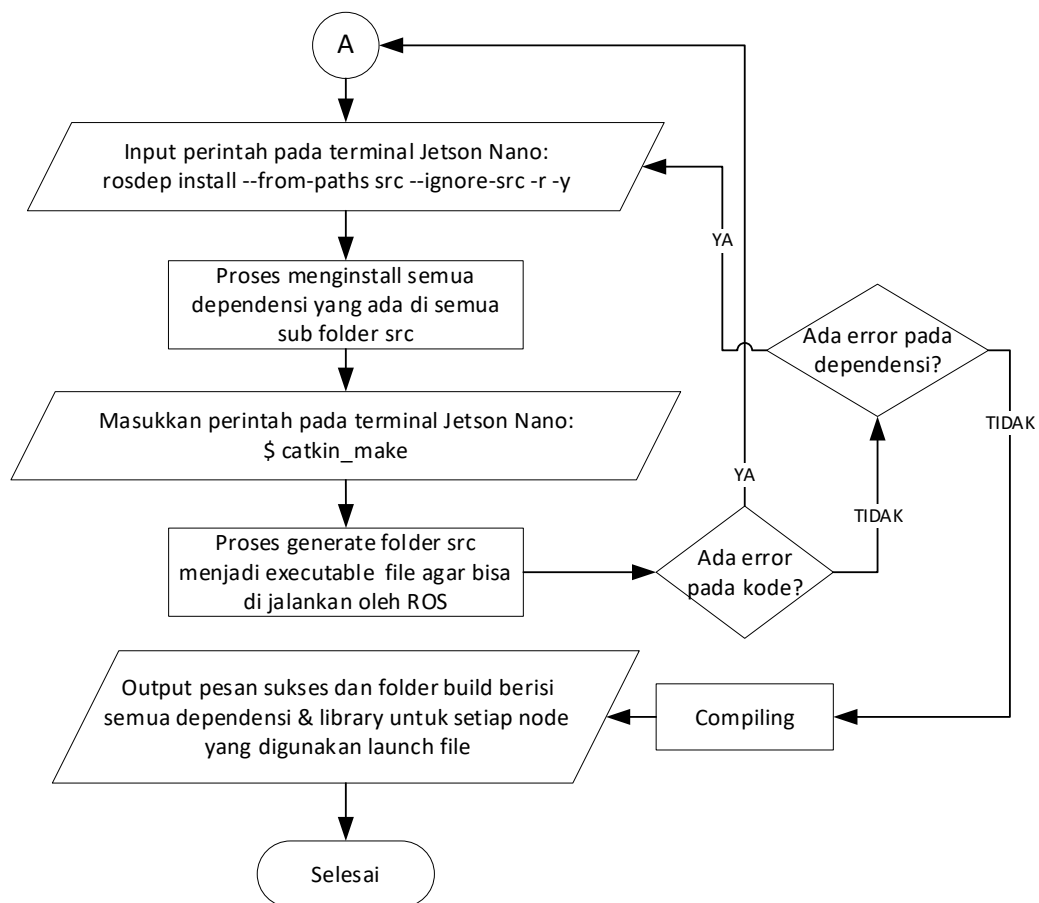 A
Input perintah pada terminal Jetson Nano:
rosdep install --from-paths src --ignore-src -r -y
Proses menginstall semua
dependensi yang ada di semua
sub folder src
Masukkan perintah pada terminal Jetson Nano:
$ catkin_make
Proses generate folder src
menjadi executable file agar bisa
di jalankan oleh ROS
Ada error
pada kode?
YA
TIDAK
Ada error pada
dependensi?
YA
TIDAK
Compiling
Output pesan sukses dan folder build berisi
semua dependensi & library untuk setiap node
yang digunakan launch file
Selesai